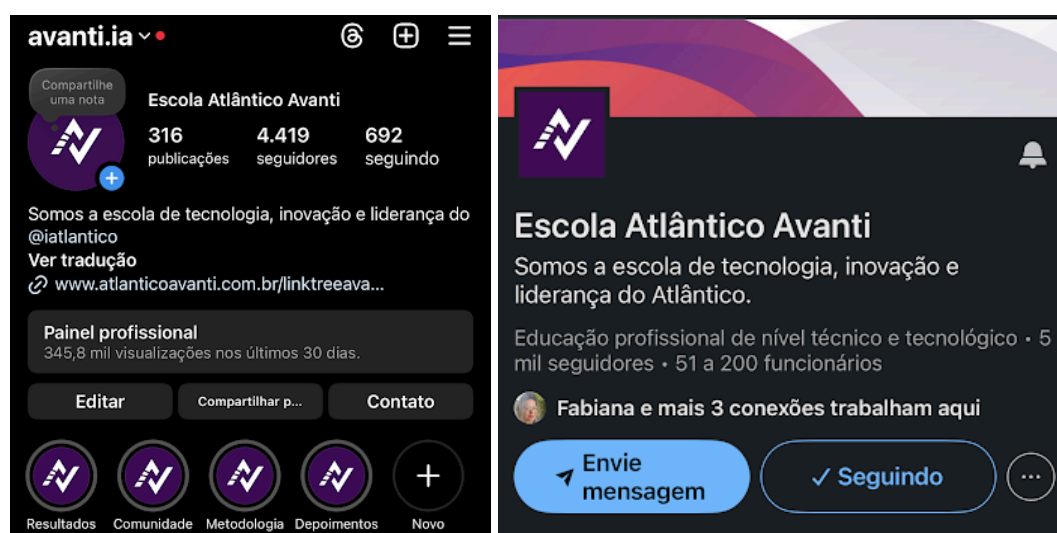 avanti.ia
Compartilhe
uma nota
Escola Atlântico Avanti
316 4.419 692
publicações seguidores seguindo
Somos a escola de tecnologia, inovação e liderança do
@iatlantico
Ver tradução
www.atlanticoavanti.com.br/linktreeava...
Painel profissional
345,8 mil visualizações nos últimos 30 dias.
Editar Compartilhar p... Contato
Resultados Comunidade Metodologia Depoimentos Novo
Escola Atlântico Avanti
Somos a escola de tecnologia, inovação e
liderança do Atlântico.
Educação profissional de nível técnico e tecnológico • 5
mil seguidores • 51 a 200 funcionários
Fabiana e mais 3 conexões trabalham aqui
Envie
mensagem
✓ Seguindo